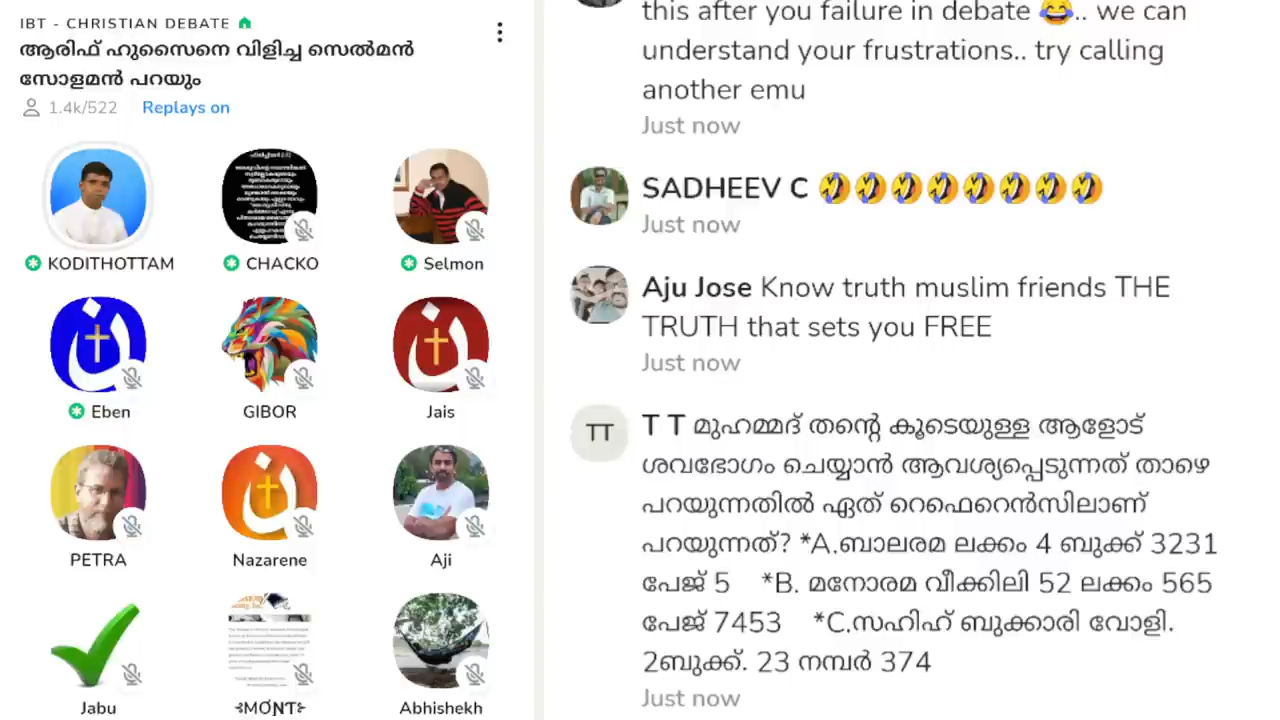 IBT - CHRISTIAN DEBATE
ആരിഫ് ഹുസൈനെ വിളിച്ച സെൽമൻ
സോളമൻ പറയും
1.4k/522 Replays on
KODITHOTTAM CHACKO Selmon
Eben GIBOR Jais
PETRA Nazarene Aji
Jabu ⊰MO'NT⊱ Abhishekh
this after you failure in debate 😂.. we can
understand your frustrations.. try calling
another emu
Just now
SADHEEV C 🤣🤣🤣🤣🤣🤣🤣🤣
Just now
Aju Jose Know truth muslim friends THE
TRUTH that sets you FREE
Just now
TT
T T മുഹമ്മദ് തന്റെ കൂടെയുള്ള ആളോട്
ശവഭോഗം ചെയ്യാൻ ആവശ്യപ്പെടുന്നത് താഴെ
പറയുന്നതിൽ ഏത് റെഫെറെൻസിലാണ്
പറയുന്നത്? *A.ബാലരമ ലക്കം 4 ബുക്ക് 3231
പേജ് 5 *B. മനോരമ വീക്കിലി 52 ലക്കം 565
പേജ് 7453 *C.സഹിഹ് ബുക്കാരി വോളി.
2ബുക്ക്. 23 നമ്പർ 374
Just now